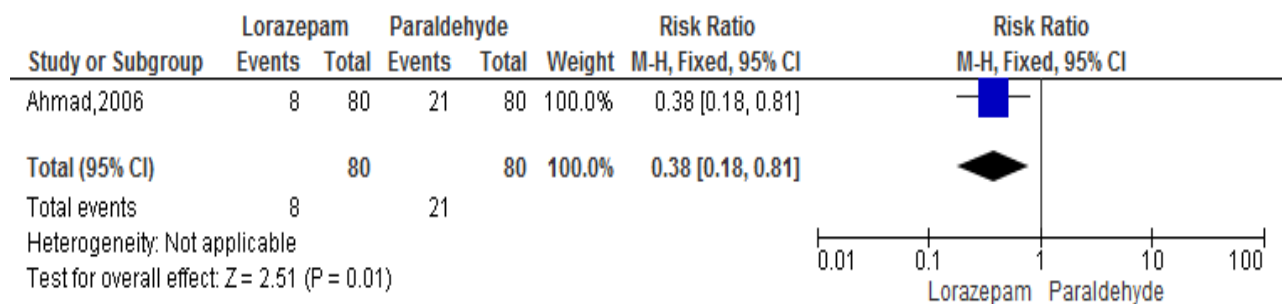 Lorazepam Paraldehyde Risk Ratio Risk Ratio
Study or Subgroup Events Total Events Total Weight M-H, Fixed, 95% CI M-H, Fixed, 95% CI
Ahmad,2006 8 80 21 80 100.0% 0.38 [0.18, 0.81]
Total (95% CI) 80 80 100.0% 0.38 [0.18, 0.81]
Total events 8 21
Heterogeneity: Not applicable
Test for overall effect: Z = 2.51 (P = 0.01)
0.01 0.1 1 10 100
Lorazepam Paraldehyde